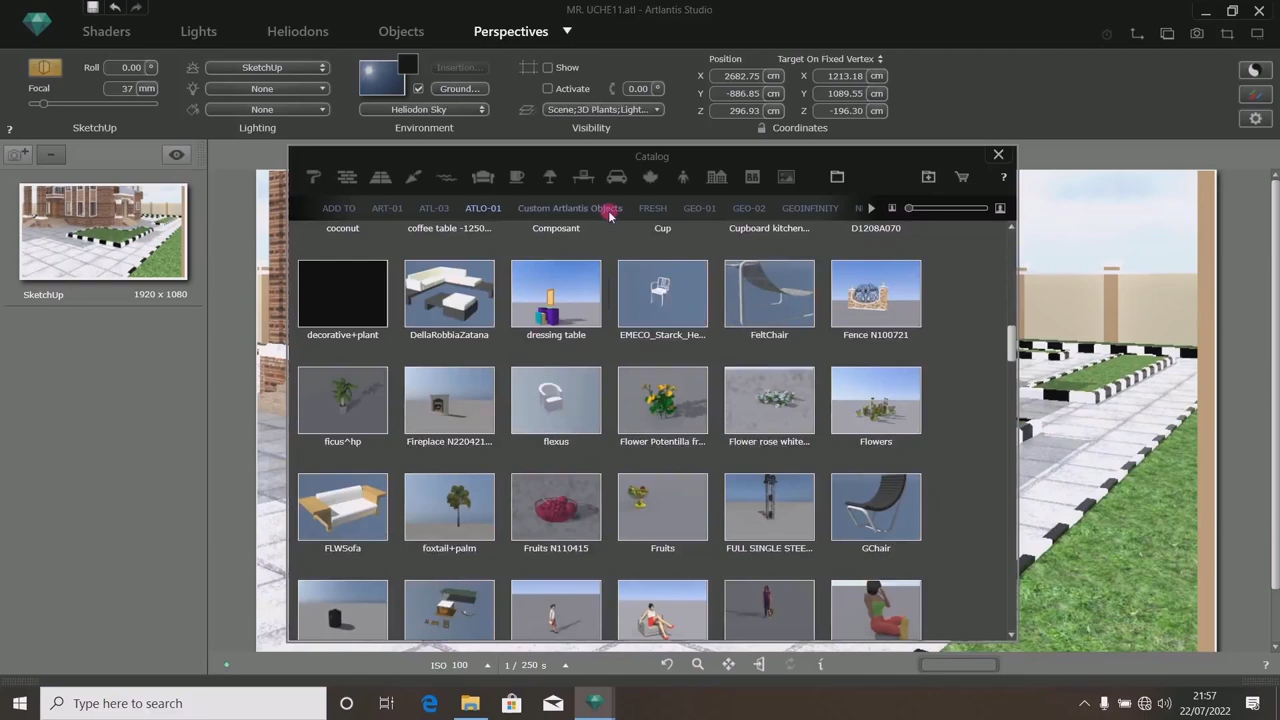 MR. UCHE11.atl - Artlantis Studio
Shaders Lights Heliodons Objects Perspectives
Roll 0.00 ° SketchUp Insertion... Show Position Target On Fixed Vertex
Focal 37 mm None Ground... Activate 0.00 ° X 2682.75 cm X 1213.18 cm
Y -886.85 cm Y 1089.55 cm
None Heliodon Sky Scene;3D Plants;Light... Z 296.93 cm Z -196.30 cm
? SketchUp Lighting Environment Visibility Coordinates
Catalog
?
ADD TO ART-01 ATL-03 ATLO-01 Custom Artlantis Objects FRESH GEO-01 GEO-02 GEOINFINITY
coconut coffee table -1250... Composant Cup Cupboard kitchen... D1208A070
SketchUp 1920 x 1080
decorative+plant DellaRobbiaZatana dressing table EMECO_Starck_He... FeltChair Fence N100721
ficus^hp Fireplace N220421... flexus Flower Potentilla fr... Flower rose white... Flowers
FLWSofa foxtail+palm Fruits N110415 Fruits FULL SINGLE STEE... GChair
ISO 100 1 / 250 s i ?
Type here to search
21:57
22/07/2022